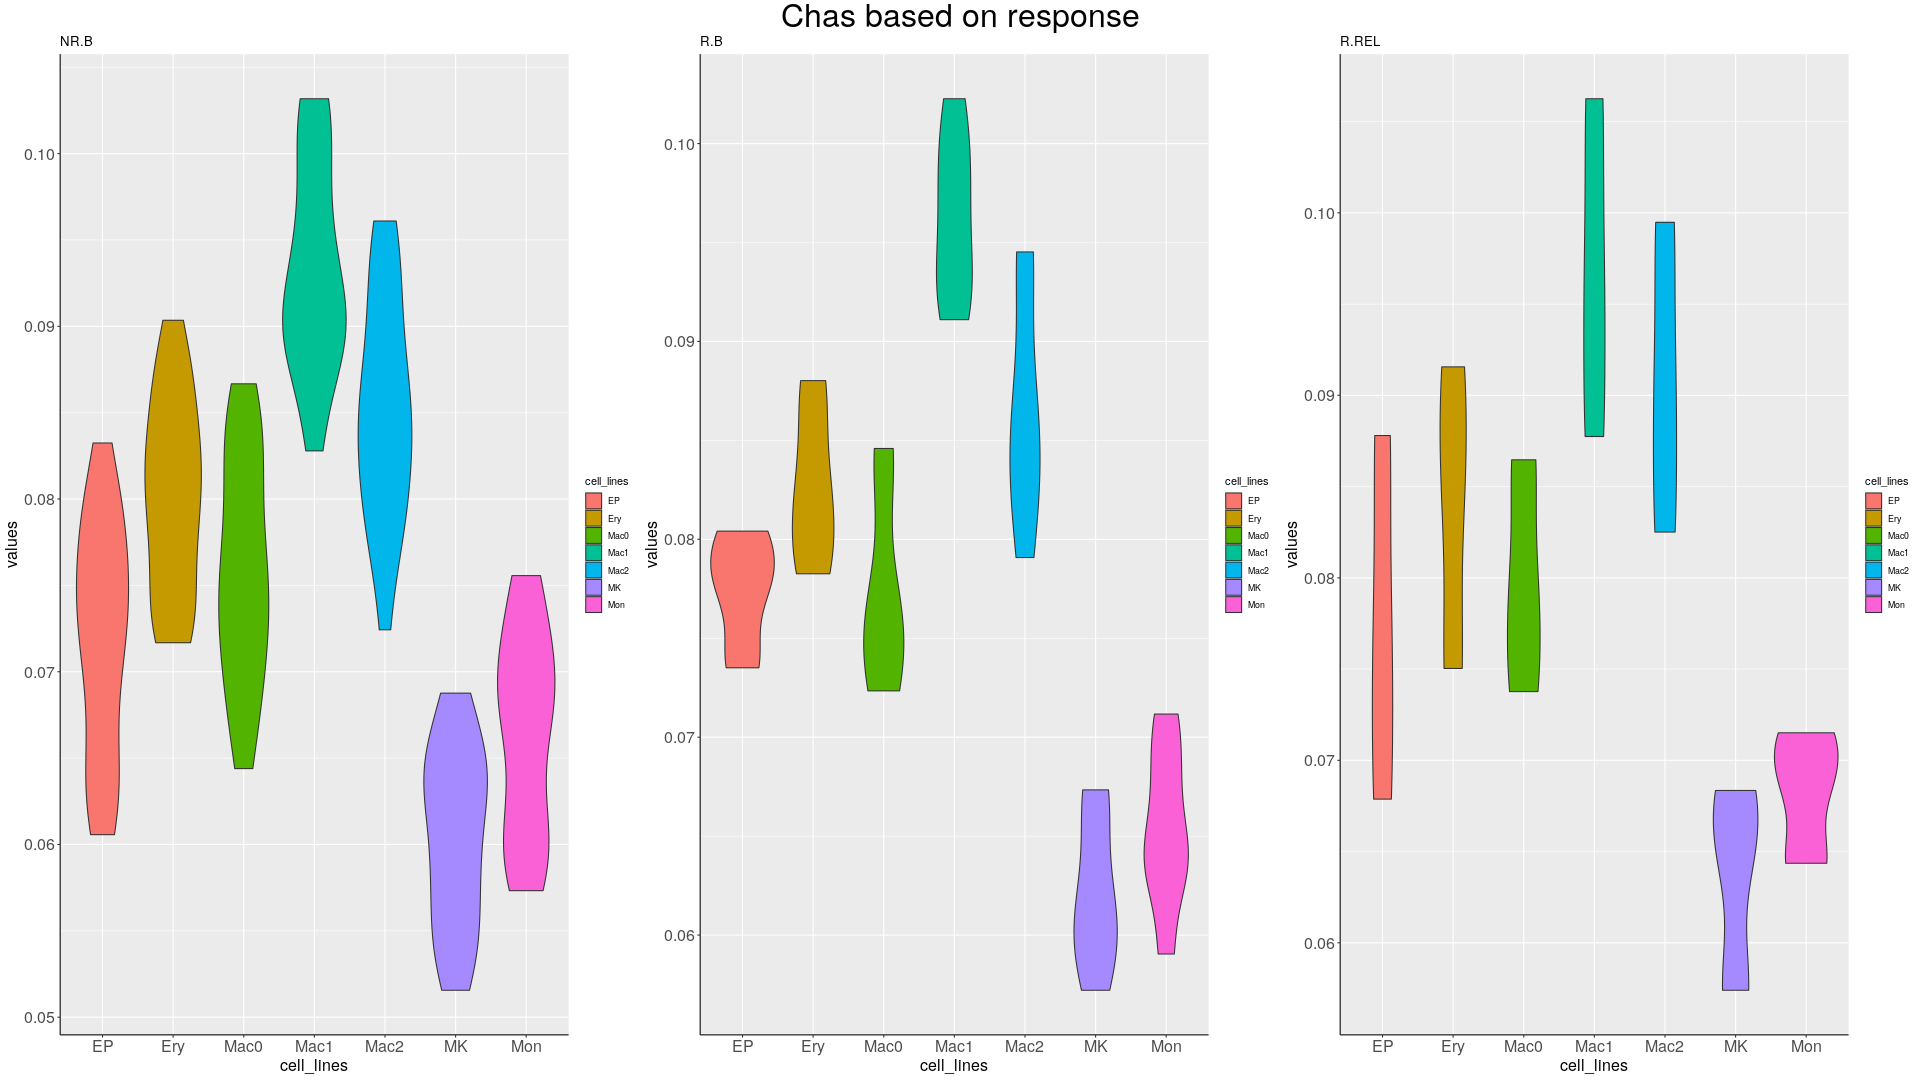 Chas based on response
NR.B
values
0.10
0.09
0.08
0.07
0.06
0.05
EP Ery Mac0 Mac1 Mac2 MK Mon
cell_lines
cell_lines
EP
Ery
Mac0
Mac1
Mac2
MK
Mon
R.B
values
0.10
0.09
0.08
0.07
0.06
EP Ery Mac0 Mac1 Mac2 MK Mon
cell_lines
cell_lines
EP
Ery
Mac0
Mac1
Mac2
MK
Mon
R.REL
values
0.10
0.09
0.08
0.07
0.06
EP Ery Mac0 Mac1 Mac2 MK Mon
cell_lines
cell_lines
EP
Ery
Mac0
Mac1
Mac2
MK
Mon